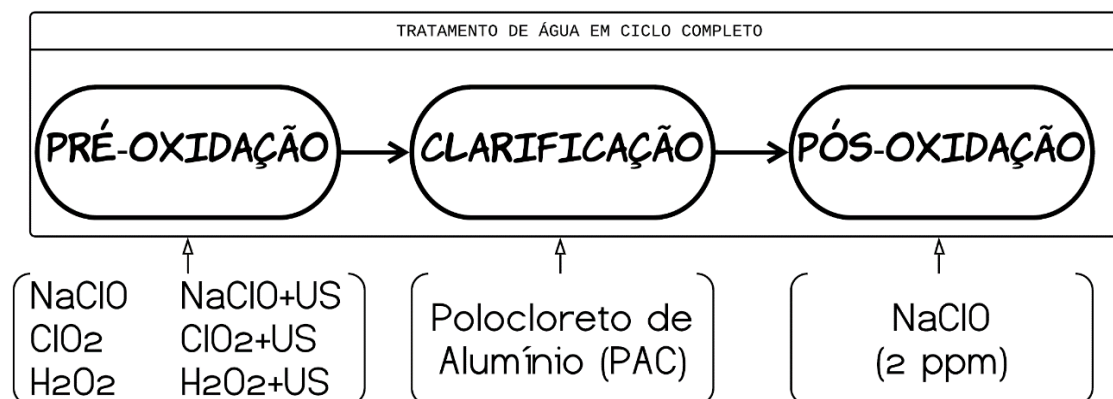 TRATAMENTO DE ÁGUA EM CICLO COMPLETO
PRÉ-OXIDAÇÃO
CLARIFICAÇÃO
PÓS-OXIDAÇÃO
NaClO NaClO+US
ClO2 ClO2+US
H2O2 H2O2+US
Polocloreto de
Alumínio (PAC)
NaClO
(2 ppm)